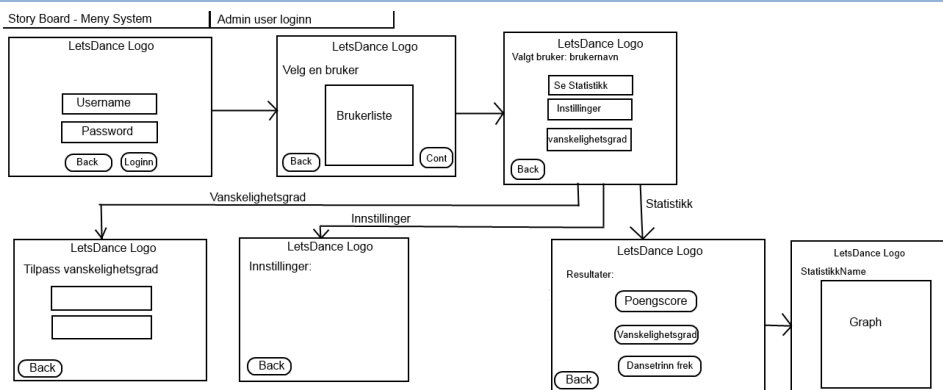 Story Board - Meny System
Admin user loginn
LetsDance Logo
Username
Password
Back
Loginn
LetsDance Logo
Velg en bruker
Brukerliste
Back
Cont
LetsDance Logo
Valgt bruker: brukernavn
Se Statistikk
Instillinger
vanskelighetsgrad
Back
Vanskelighetsgrad
Innstillinger
Statistikk
LetsDance Logo
Tilpass vanskelighetsgrad
Back
LetsDance Logo
Innstillinger:
Back
LetsDance Logo
Resultater:
Poengscore
Vanskelighetsgrad
Dansetrinn frek
Back
LetsDance Logo
StatistikkName
Graph